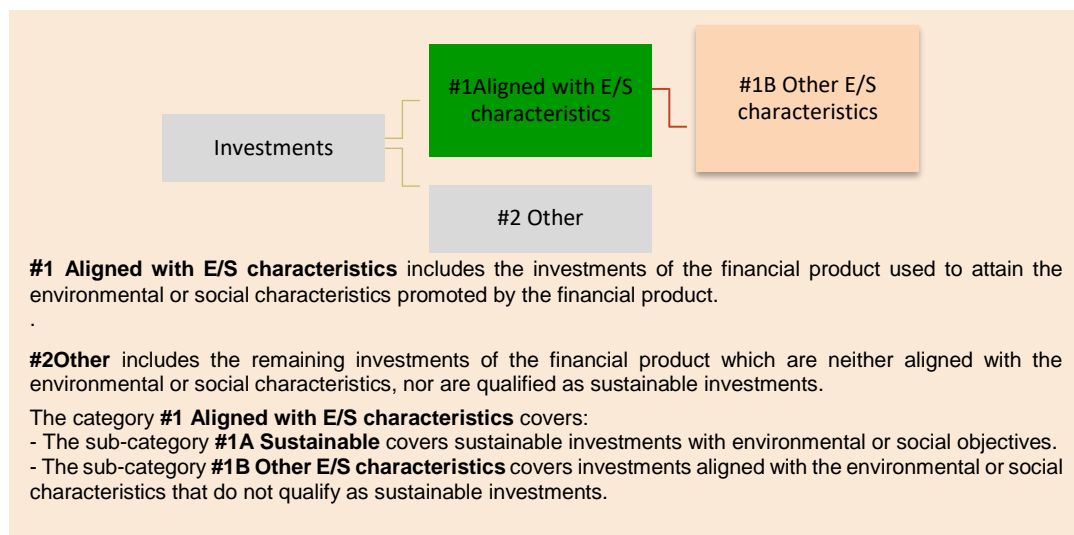 #1Aligned with E/S
characteristics
#1B Other E/S
characteristics
Investments
#2 Other
#1 Aligned with E/S characteristics includes the investments of the financial product used to attain the
environmental or social characteristics promoted by the financial product.
.
#2Other includes the remaining investments of the financial product which are neither aligned with the
environmental or social characteristics, nor are qualified as sustainable investments.
The category #1 Aligned with E/S characteristics covers:
- The sub-category #1A Sustainable covers sustainable investments with environmental or social objectives.
- The sub-category #1B Other E/S characteristics covers investments aligned with the environmental or social
characteristics that do not qualify as sustainable investments.